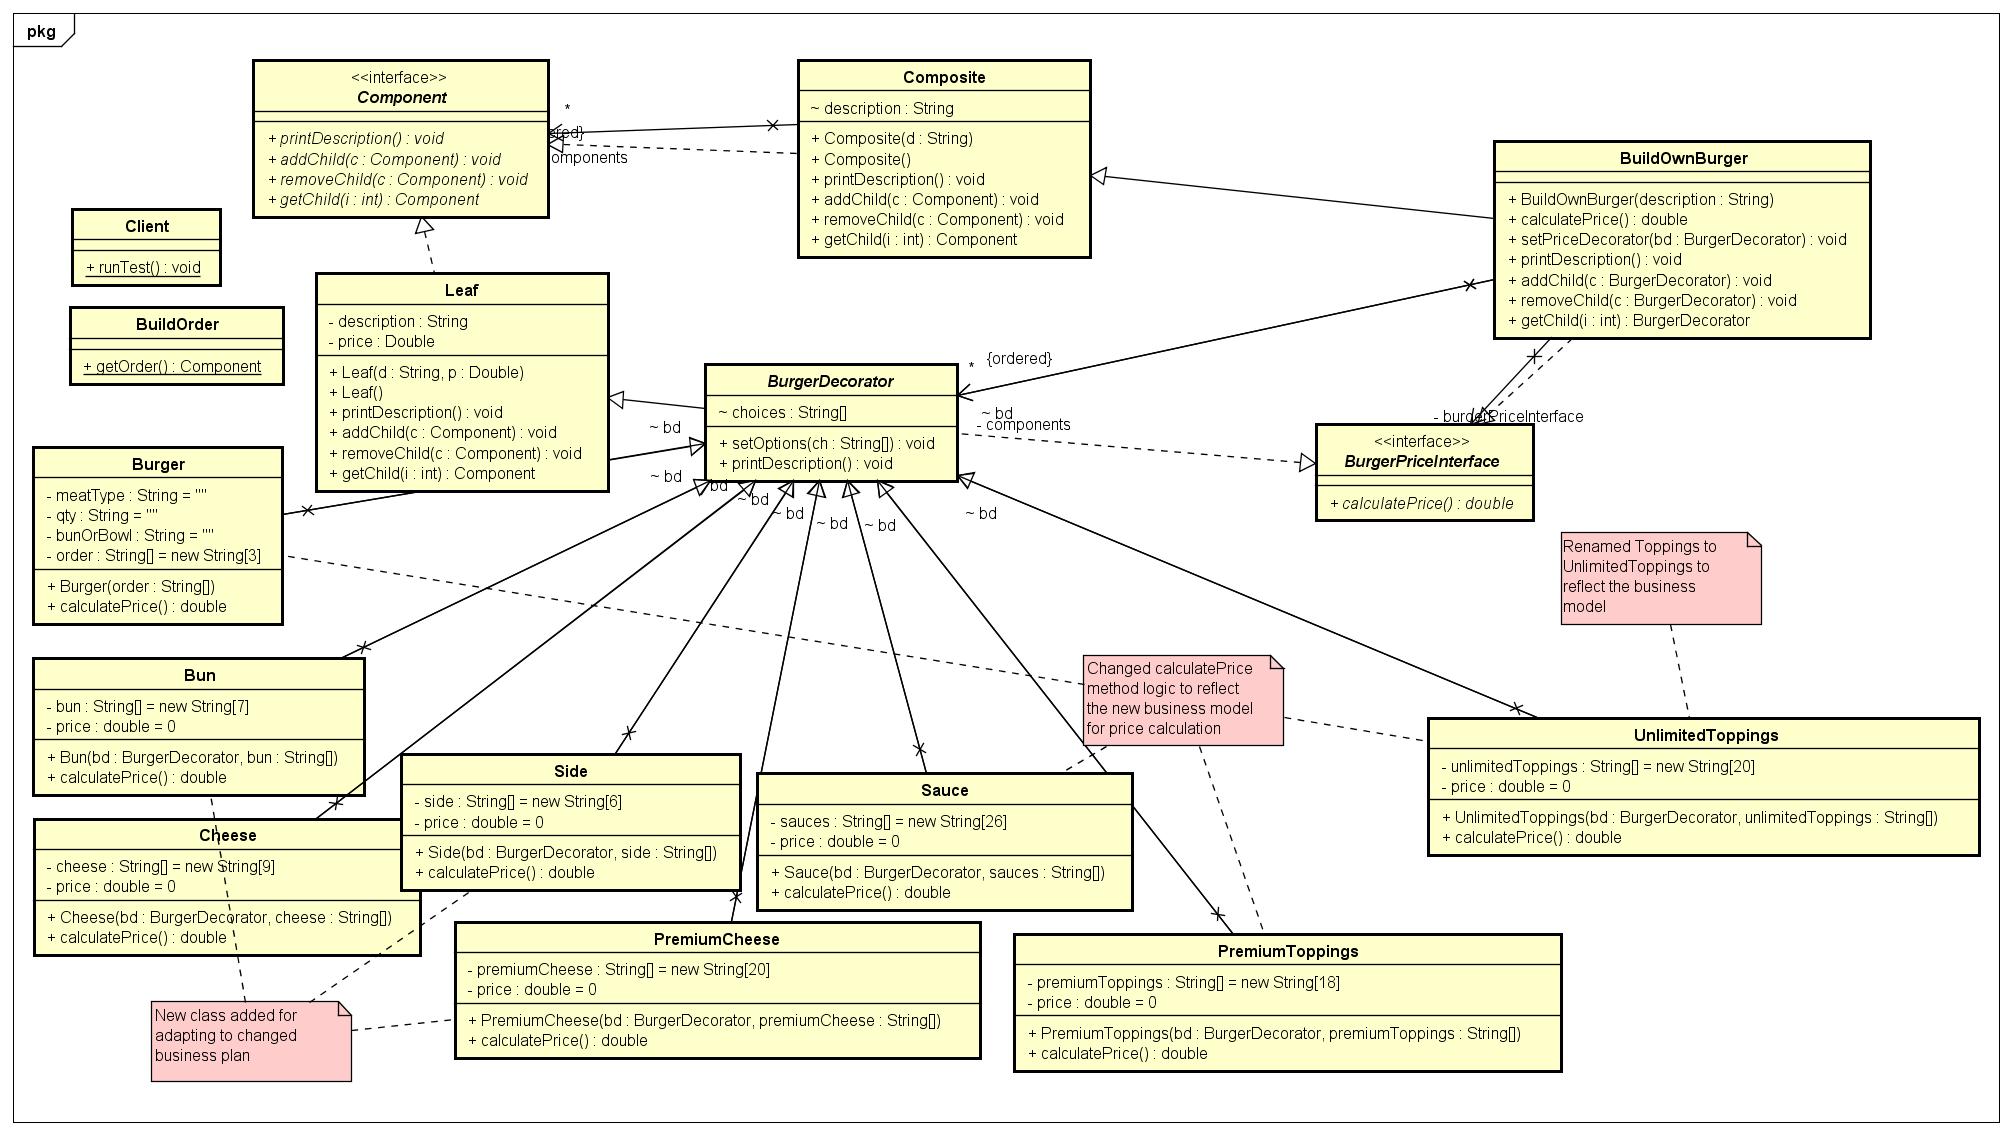 pkg
<<interface>>
Component
+ printDescription() : void
+ addChild(c : Component) : void
+ removeChild(c : Component) : void
+ getChild(i : int) : Component
*
ered}
omponents
Composite
~ description : String
+ Composite(d : String)
+ Composite()
+ printDescription() : void
+ addChild(c : Component) : void
+ removeChild(c : Component) : void
+ getChild(i : int) : Component
BuildOwnBurger
+ BuildOwnBurger(description : String)
+ calculatePrice() : double
+ setPriceDecorator(bd : BurgerDecorator) : void
+ printDescription() : void
+ addChild(c : BurgerDecorator) : void
+ removeChild(c : BurgerDecorator) : void
+ getChild(i : int) : BurgerDecorator
Client
+ runTest() : void
BuildOrder
+ getOrder() : Component
Leaf
- description : String
- price : Double
+ Leaf(d : String, p : Double)
+ Leaf()
+ printDescription() : void
+ addChild(c : Component) : void
+ removeChild(c : Component) : void
+ getChild(i : int) : Component
BurgerDecorator
~ choices : String[]
+ setOptions(ch : String[]) : void
+ printDescription() : void
*
{ordered}
~ bd
- components
- burgerPriceInterface
<<interface>>
BurgerPriceInterface
+ calculatePrice() : double
~ bd
~ bd
bd
~ bd
~ bd
~ bd
~ bd
~ bd
Burger
- meatType : String = ""
- qty : String = ""
- bunOrBowl : String = ""
- order : String[] = new String[3]
+ Burger(order : String[])
+ calculatePrice() : double
Renamed Toppings to
UnlimitedToppings to
reflect the business
model
Changed calculatePrice
method logic to reflect
the new business model
for price calculation
Bun
- bun : String[] = new String[7]
- price : double = 0
+ Bun(bd : BurgerDecorator, bun : String[])
+ calculatePrice() : double
Cheese
- cheese : String[] = new String[9]
- price : double = 0
+ Cheese(bd : BurgerDecorator, cheese : String[])
+ calculatePrice() : double
Side
- side : String[] = new String[6]
- price : double = 0
+ Side(bd : BurgerDecorator, side : String[])
+ calculatePrice() : double
Sauce
- sauces : String[] = new String[26]
- price : double = 0
+ Sauce(bd : BurgerDecorator, sauces : String[])
+ calculatePrice() : double
UnlimitedToppings
- unlimitedToppings : String[] = new String[20]
- price : double = 0
+ UnlimitedToppings(bd : BurgerDecorator, unlimitedToppings : String[])
+ calculatePrice() : double
PremiumCheese
- premiumCheese : String[] = new String[20]
- price : double = 0
+ PremiumCheese(bd : BurgerDecorator, premiumCheese : String[])
+ calculatePrice() : double
PremiumToppings
- premiumToppings : String[] = new String[18]
- price : double = 0
+ PremiumToppings(bd : BurgerDecorator, premiumToppings : String[])
+ calculatePrice() : double
New class added for
adapting to changed
business plan